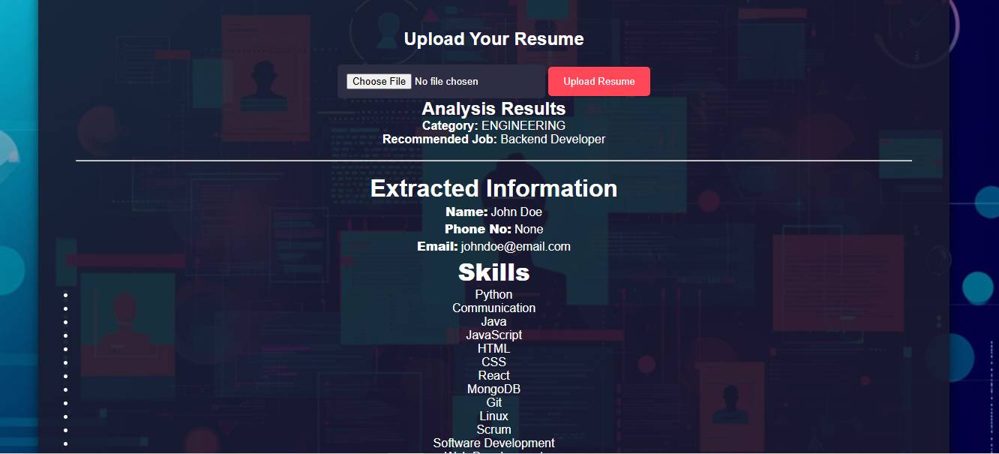 Upload Your Resume
Choose File No file chosen Upload Resume
Analysis Results
Category: ENGINEERING
Recommended Job: Backend Developer
Extracted Information
Name: John Doe
Phone No: None
Email: johndoe@email.com
Skills
Python
Communication
Java
JavaScript
HTML
CSS
React
MongoDB
Git
Linux
Scrum
Software Development